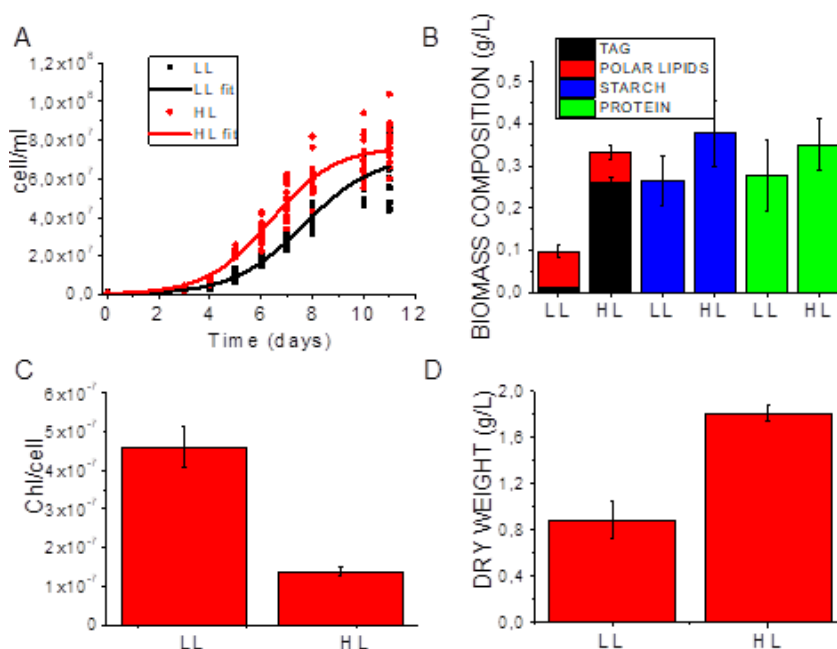 A
1,2x10⁸
1,0x10⁸
8,0x10⁷
6,0x10⁷
4,0x10⁷
2,0x10⁷
0,0
cell/ml
LL
LL fit
HL
HL fit
0 2 4 6 8 10 12
Time (days)
B
TAG
POLAR LIPIDS
STARCH
PROTEIN
0,5
0,4
0,3
0,2
0,1
0,0
BIOMASS COMPOSITION (g/L)
LL HL LL HL LL HL
C
6x10⁻⁷
5x10⁻⁷
4x10⁻⁷
3x10⁻⁷
2x10⁻⁷
1x10⁻⁷
0
Chl/cell
LL HL
D
2,0
1,6
1,2
0,8
0,4
0,0
DRY WEIGHT (g/L)
LL HL